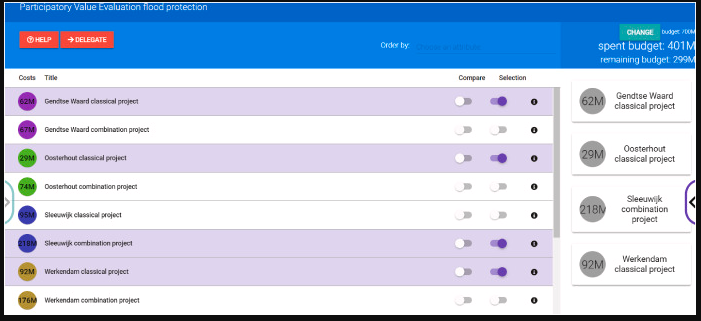 Participatory Value Evaluation flood protection
HELP
DELEGATE
Order by:
CHANGE
budget: 700M
spent budget: 401M
remaining budget: 299M
Costs Title Compare Selection
62M Gendtse Waard classical project
67M Gendtse Waard combination project
29M Oosterhout classical project
74M Oosterhout combination project
95M Sleeuwijk classical project
218M Sleeuwijk combination project
92M Werkendam classical project
176M Werkendam combination project
62M
Gendtse Waard
classical project
29M
Oosterhout
classical project
218M
Sleeuwijk
combination
project
92M
Werkendam
classical project